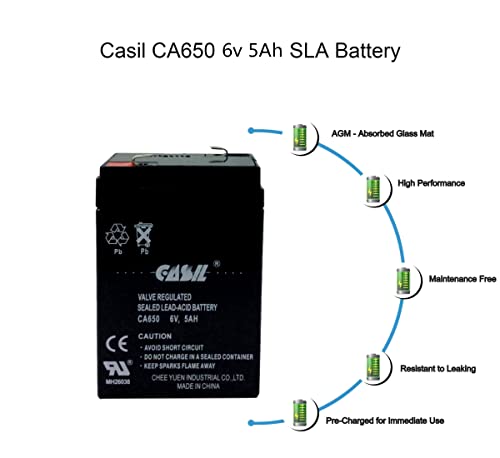 Casil CA650 6v 5Ah SLA Battery
AGM - Absorbed Glass Mat
High Performance
Maintenance Free
Resistant to Leaking
Pre-Charged for Immediate Use
Pb Pb
CASIL ®
VALVE REGULATED
SEALED LEAD-ACID BATTERY
CA650 6V, 5AH
CAUTION
• AVOID SHORT CIRCUIT
• DO NOT CHARGE IN A SEALED CONTAINER
• KEEP SPARKS FLAME AWAY
CHEE YUEN INDUSTRIAL CO., LTD.
MADE IN CHINA
CE
MH26038